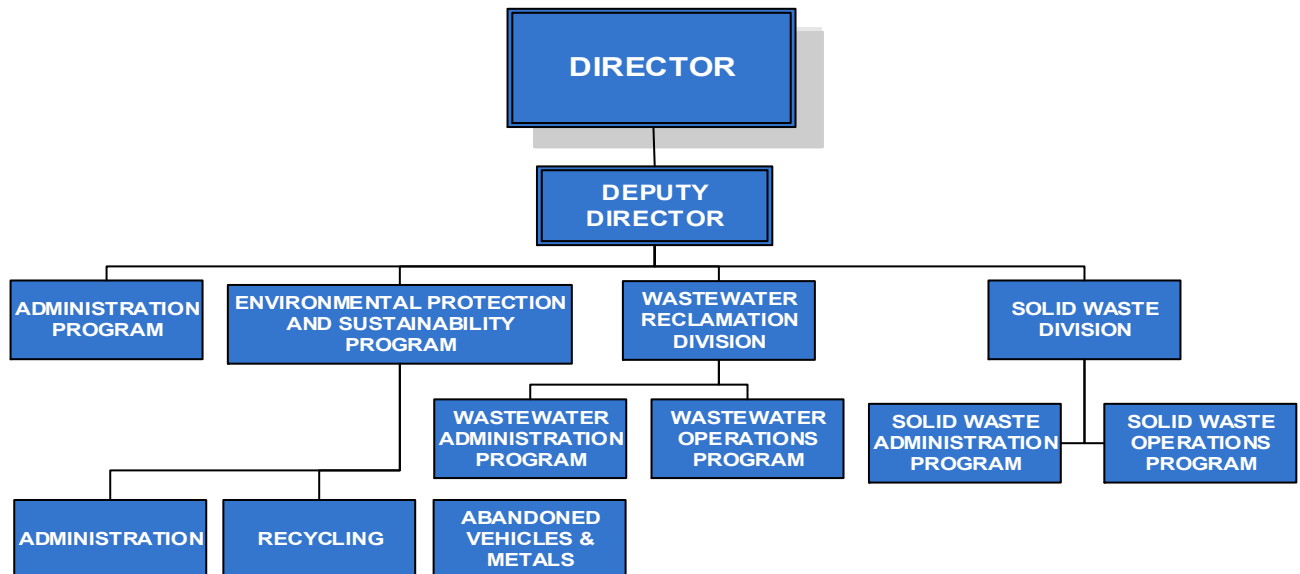 DIRECTOR
DEPUTY
DIRECTOR
ADMINISTRATION
PROGRAM
ENVIRONMENTAL PROTECTION
AND SUSTAINABILITY
PROGRAM
WASTEWATER
RECLAMATION
DIVISION
SOLID WASTE
DIVISION
WASTEWATER
ADMINISTRATION
PROGRAM
WASTEWATER
OPERATIONS
PROGRAM
SOLID WASTE
ADMINISTRATION
PROGRAM
SOLID WASTE
OPERATIONS
PROGRAM
ADMINISTRATION
RECYCLING
ABANDONED
VEHICLES &
METALS